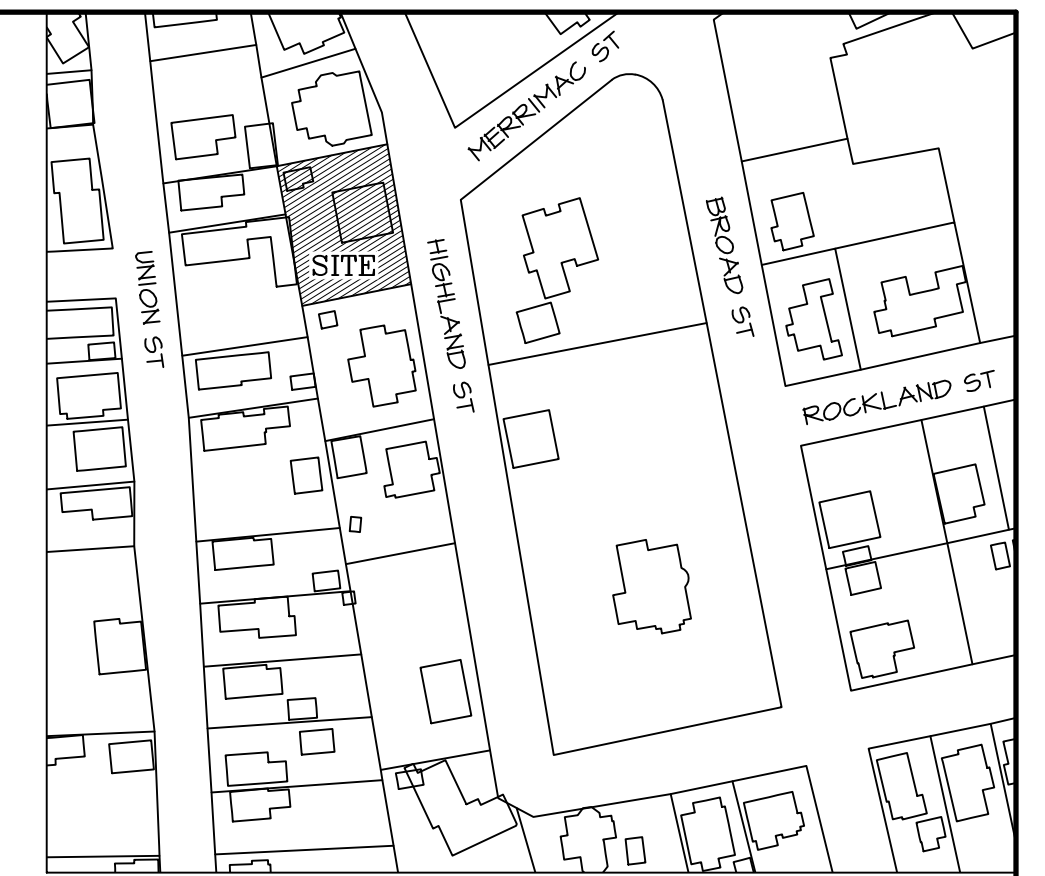 MERRIMAC ST
BROAD ST
UNION ST
HIGHLAND ST
SITE
ROCKLAND ST